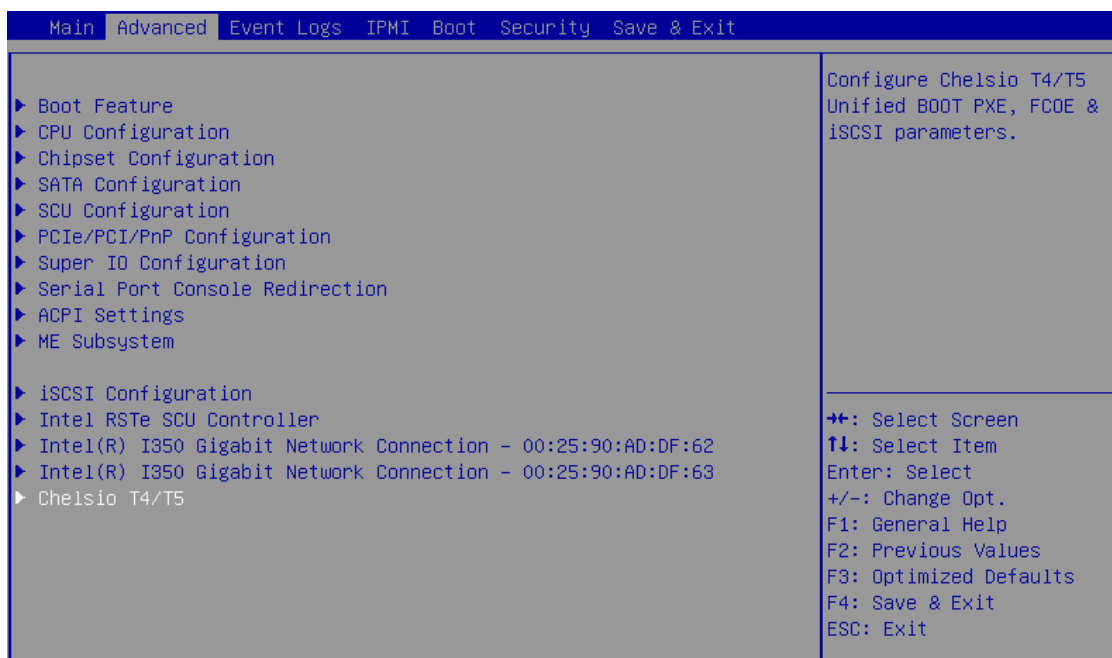 Main Advanced Event Logs IPMI Boot Security Save & Exit
Boot Feature
CPU Configuration
Chipset Configuration
SATA Configuration
SCU Configuration
PCIe/PCI/PnP Configuration
Super IO Configuration
Serial Port Console Redirection
ACPI Settings
ME Subsystem
iSCSI Configuration
Intel RSTe SCU Controller
Intel(R) I350 Gigabit Network Connection - 00:25:90:AD:DF:62
Intel(R) I350 Gigabit Network Connection - 00:25:90:AD:DF:63
Chelsio T4/T5
Configure Chelsio T4/T5
Unified BOOT PXE, FCOE &
iSCSI parameters.
→←: Select Screen
↑↓: Select Item
Enter: Select
+/-: Change Opt.
F1: General Help
F2: Previous Values
F3: Optimized Defaults
F4: Save & Exit
ESC: Exit